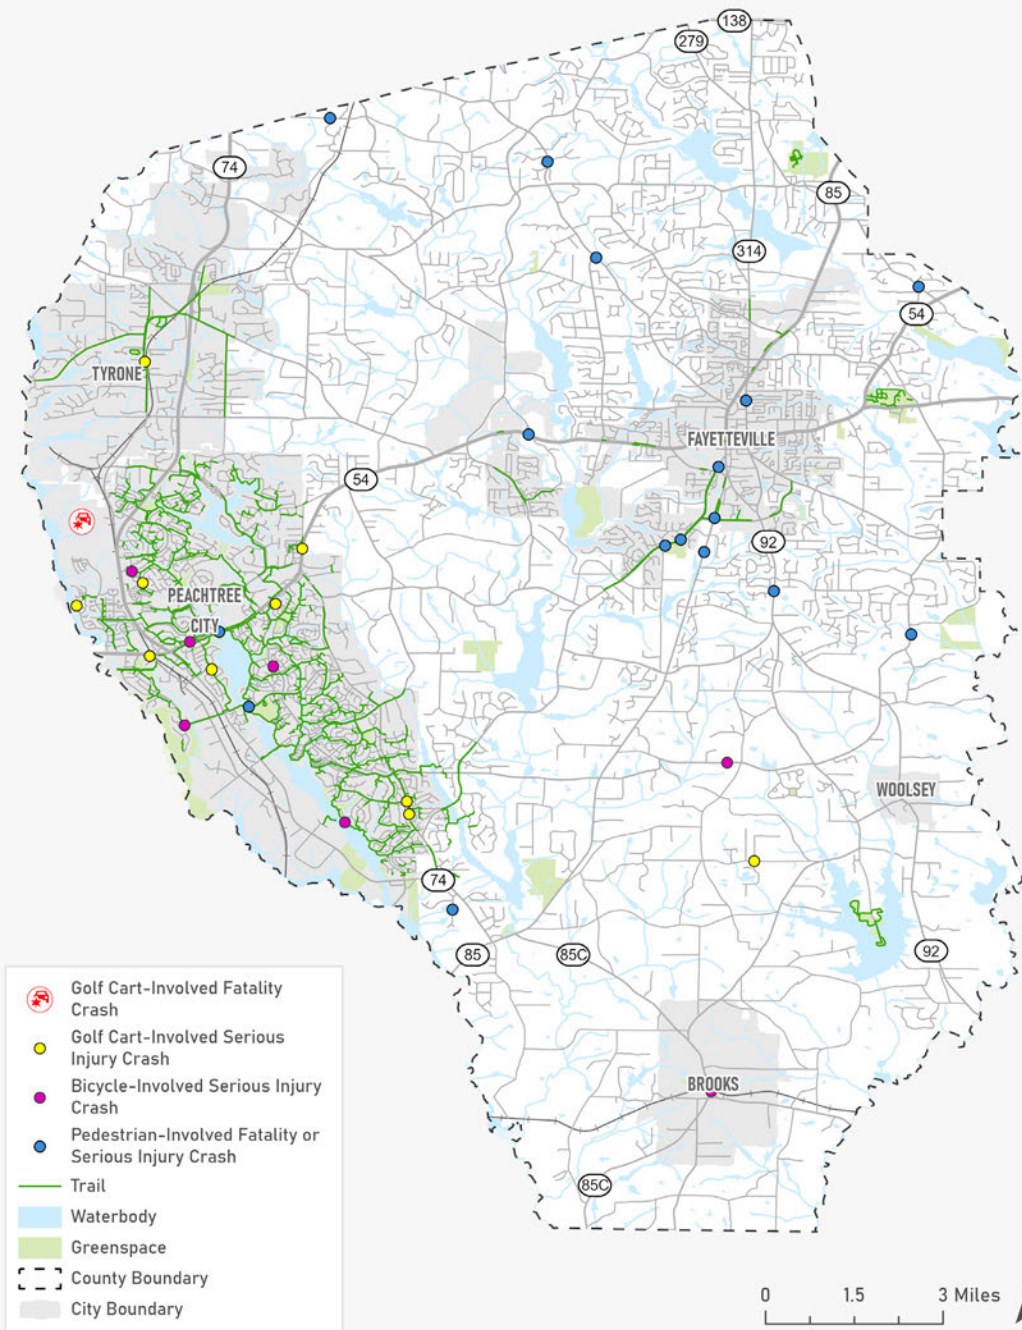 138
279
74
85
314
54
TYRONE
FAYETTEVILLE
54
92
PEACHTREE
CITY
WOOLSEY
74
85
85C
92
BROOKS
85C
Golf Cart-Involved Fatality
Crash
Golf Cart-Involved Serious
Injury Crash
Bicycle-Involved Serious Injury
Crash
Pedestrian-Involved Fatality or
Serious Injury Crash
Trail
Waterbody
Greenspace
County Boundary
City Boundary
0 1.5 3 Miles